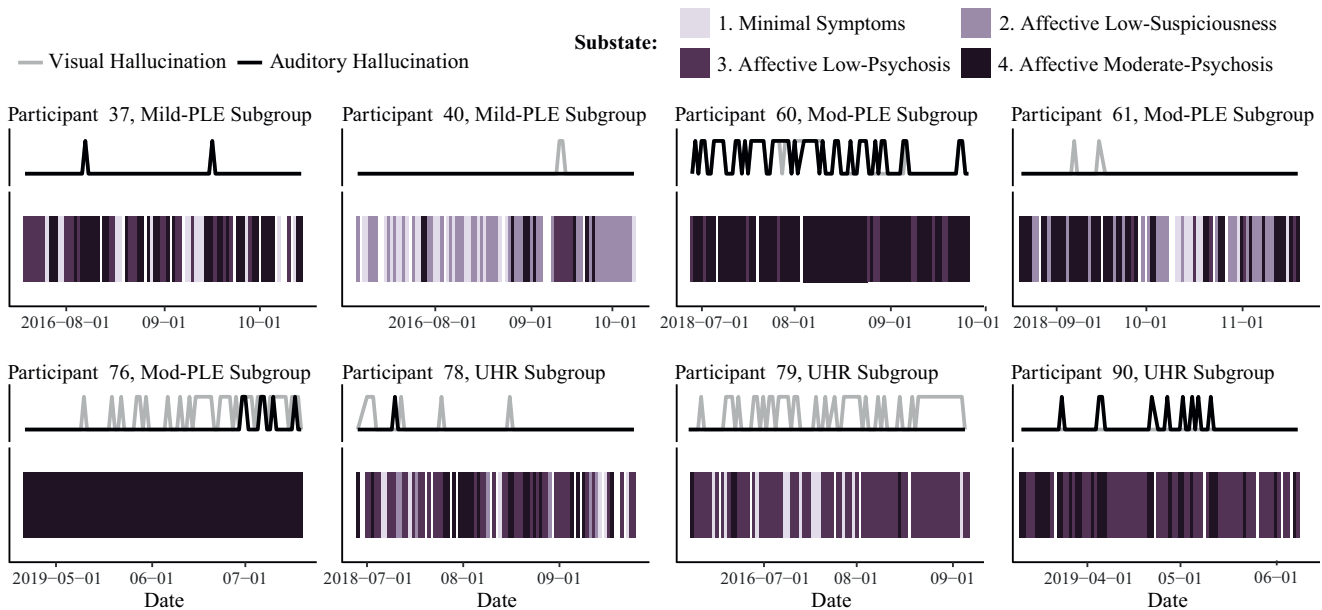 Substate:
1. Minimal Symptoms
2. Affective Low-Suspiciousness
Visual Hallucination
Auditory Hallucination
3. Affective Low-Psychosis
4. Affective Moderate-Psychosis
Participant 37, Mild-PLE Subgroup
Participant 40, Mild-PLE Subgroup
Participant 60, Mod-PLE Subgroup
Participant 61, Mod-PLE Subgroup
2016−08−01 09−01 10−01
2016−08−01 09−01 10−01
2018−07−01 08−01 09−01 10−01
2018−09−01 10−01 11−01
Participant 76, Mod-PLE Subgroup
Participant 78, UHR Subgroup
Participant 79, UHR Subgroup
Participant 90, UHR Subgroup
2019−05−01 06−01 07−01
2018−07−01 08−01 09−01
2016−07−01 08−01 09−01
2019−04−01 05−01 06−01
Date
Date
Date
Date